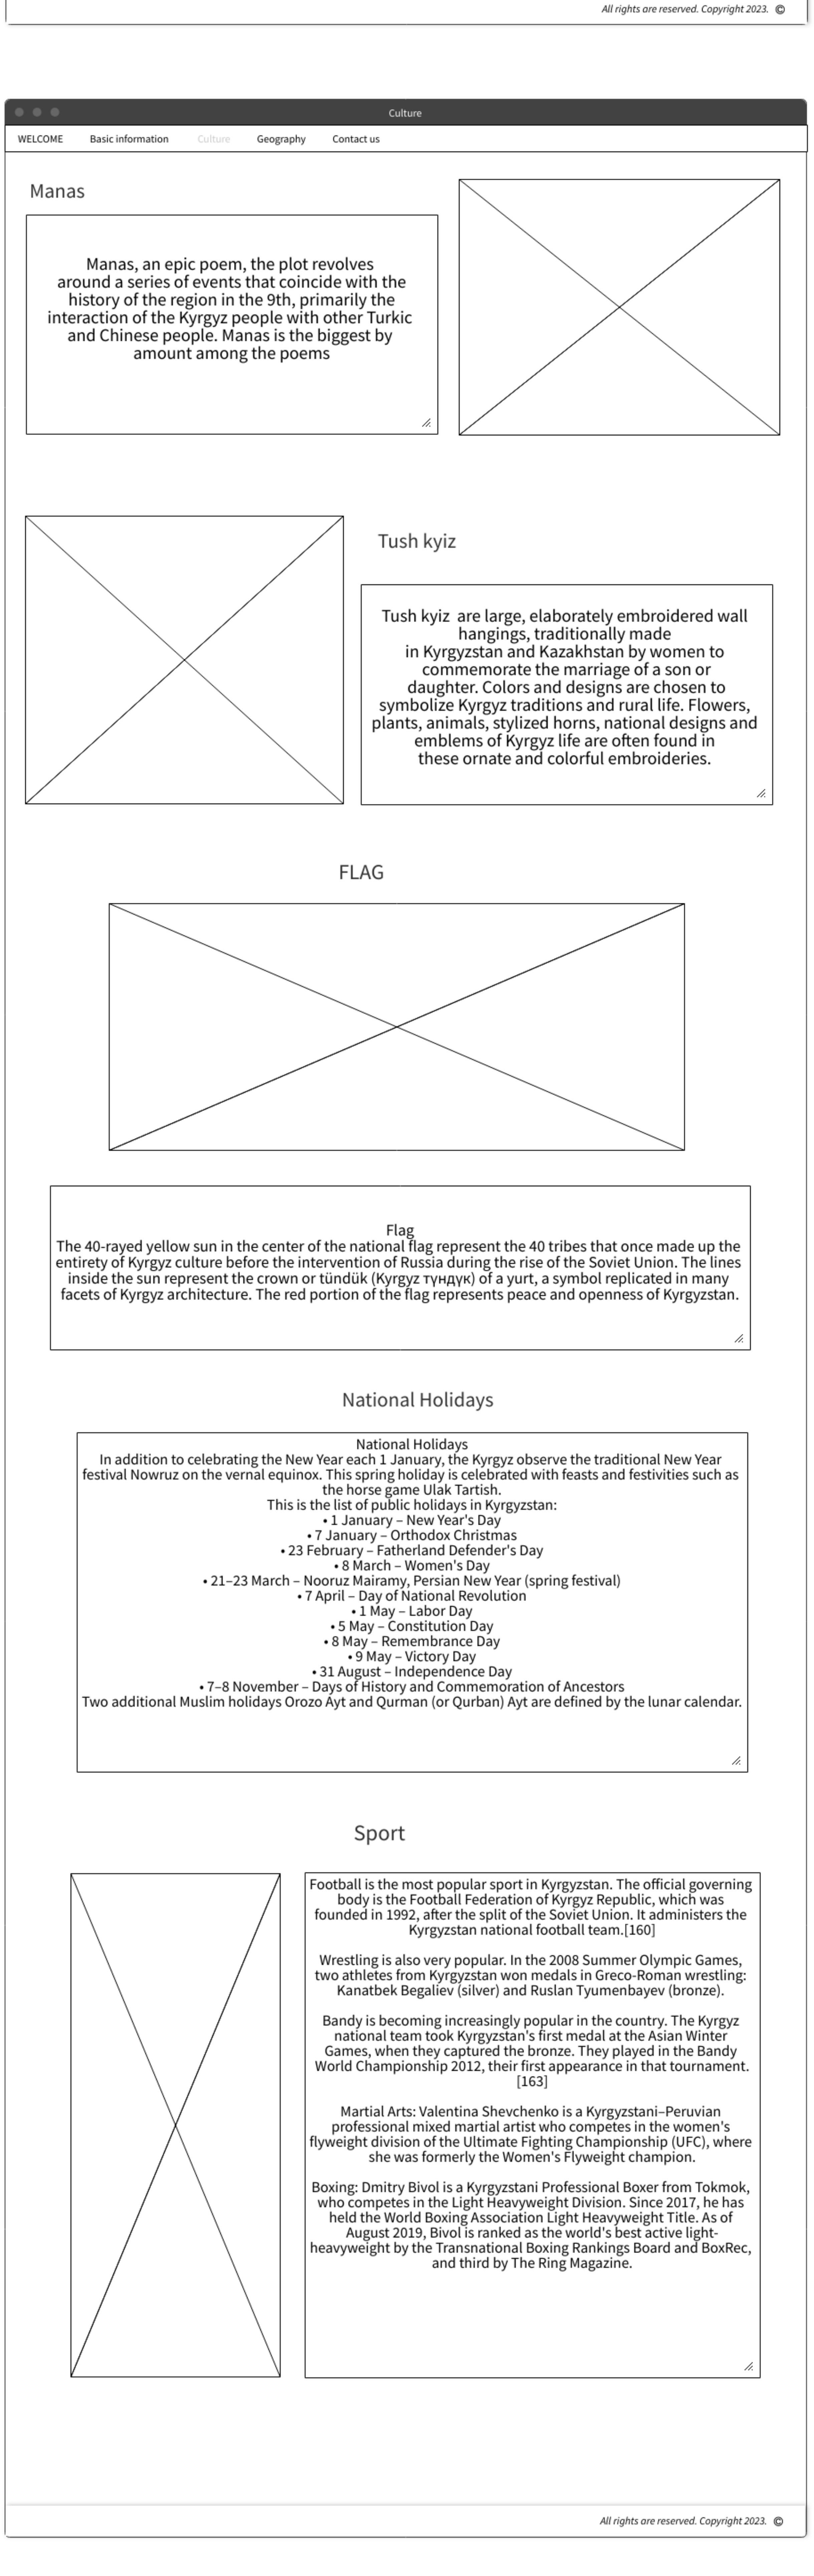 All rights are reserved. Copyright 2023. ©
Culture
WELCOME Basic information Culture Geography Contact us
Manas
Manas, an epic poem, the plot revolves
around a series of events that coincide with the
history of the region in the 9th, primarily the
interaction of the Kyrgyz people with other Turkic
and Chinese people. Manas is the biggest by
amount among the poems
Tush kyiz
Tush kyiz are large, elaborately embroidered wall
hangings, traditionally made
in Kyrgyzstan and Kazakhstan by women to
commemorate the marriage of a son or
daughter. Colors and designs are chosen to
symbolize Kyrgyz traditions and rural life. Flowers,
plants, animals, stylized horns, national designs and
emblems of Kyrgyz life are often found in
these ornate and colorful embroideries.
FLAG
Flag
The 40-rayed yellow sun in the center of the national flag represent the 40 tribes that once made up the
entirety of Kyrgyz culture before the intervention of Russia during the rise of the Soviet Union. The lines
inside the sun represent the crown or tündük (Kyrgyz түндүк) of a yurt, a symbol replicated in many
facets of Kyrgyz architecture. The red portion of the flag represents peace and openness of Kyrgyzstan.
National Holidays
National Holidays
In addition to celebrating the New Year each 1 January, the Kyrgyz observe the traditional New Year
festival Nowruz on the vernal equinox. This spring holiday is celebrated with feasts and festivities such as
the horse game Ulak Tartish.
This is the list of public holidays in Kyrgyzstan:
• 1 January – New Year's Day
• 7 January – Orthodox Christmas
• 23 February – Fatherland Defender's Day
• 8 March – Women's Day
• 21–23 March – Nooruz Mairamy, Persian New Year (spring festival)
• 7 April – Day of National Revolution
• 1 May – Labor Day
• 5 May – Constitution Day
• 8 May – Remembrance Day
• 9 May – Victory Day
• 31 August – Independence Day
• 7–8 November – Days of History and Commemoration of Ancestors
Two additional Muslim holidays Orozo Ayt and Qurman (or Qurban) Ayt are defined by the lunar calendar.
Sport
Football is the most popular sport in Kyrgyzstan. The official governing
body is the Football Federation of Kyrgyz Republic, which was
founded in 1992, after the split of the Soviet Union. It administers the
Kyrgyzstan national football team.[160]
Wrestling is also very popular. In the 2008 Summer Olympic Games,
two athletes from Kyrgyzstan won medals in Greco-Roman wrestling:
Kanatbek Begaliev (silver) and Ruslan Tyumenbayev (bronze).
Bandy is becoming increasingly popular in the country. The Kyrgyz
national team took Kyrgyzstan's first medal at the Asian Winter
Games, when they captured the bronze. They played in the Bandy
World Championship 2012, their first appearance in that tournament.
[163]
Martial Arts: Valentina Shevchenko is a Kyrgyzstani–Peruvian
professional mixed martial artist who competes in the women's
flyweight division of the Ultimate Fighting Championship (UFC), where
she was formerly the Women's Flyweight champion.
Boxing: Dmitry Bivol is a Kyrgyzstani Professional Boxer from Tokmok,
who competes in the Light Heavyweight Division. Since 2017, he has
held the World Boxing Association Light Heavyweight Title. As of
August 2019, Bivol is ranked as the world's best active light-
heavyweight by the Transnational Boxing Rankings Board and BoxRec,
and third by The Ring Magazine.
All rights are reserved. Copyright 2023. ©